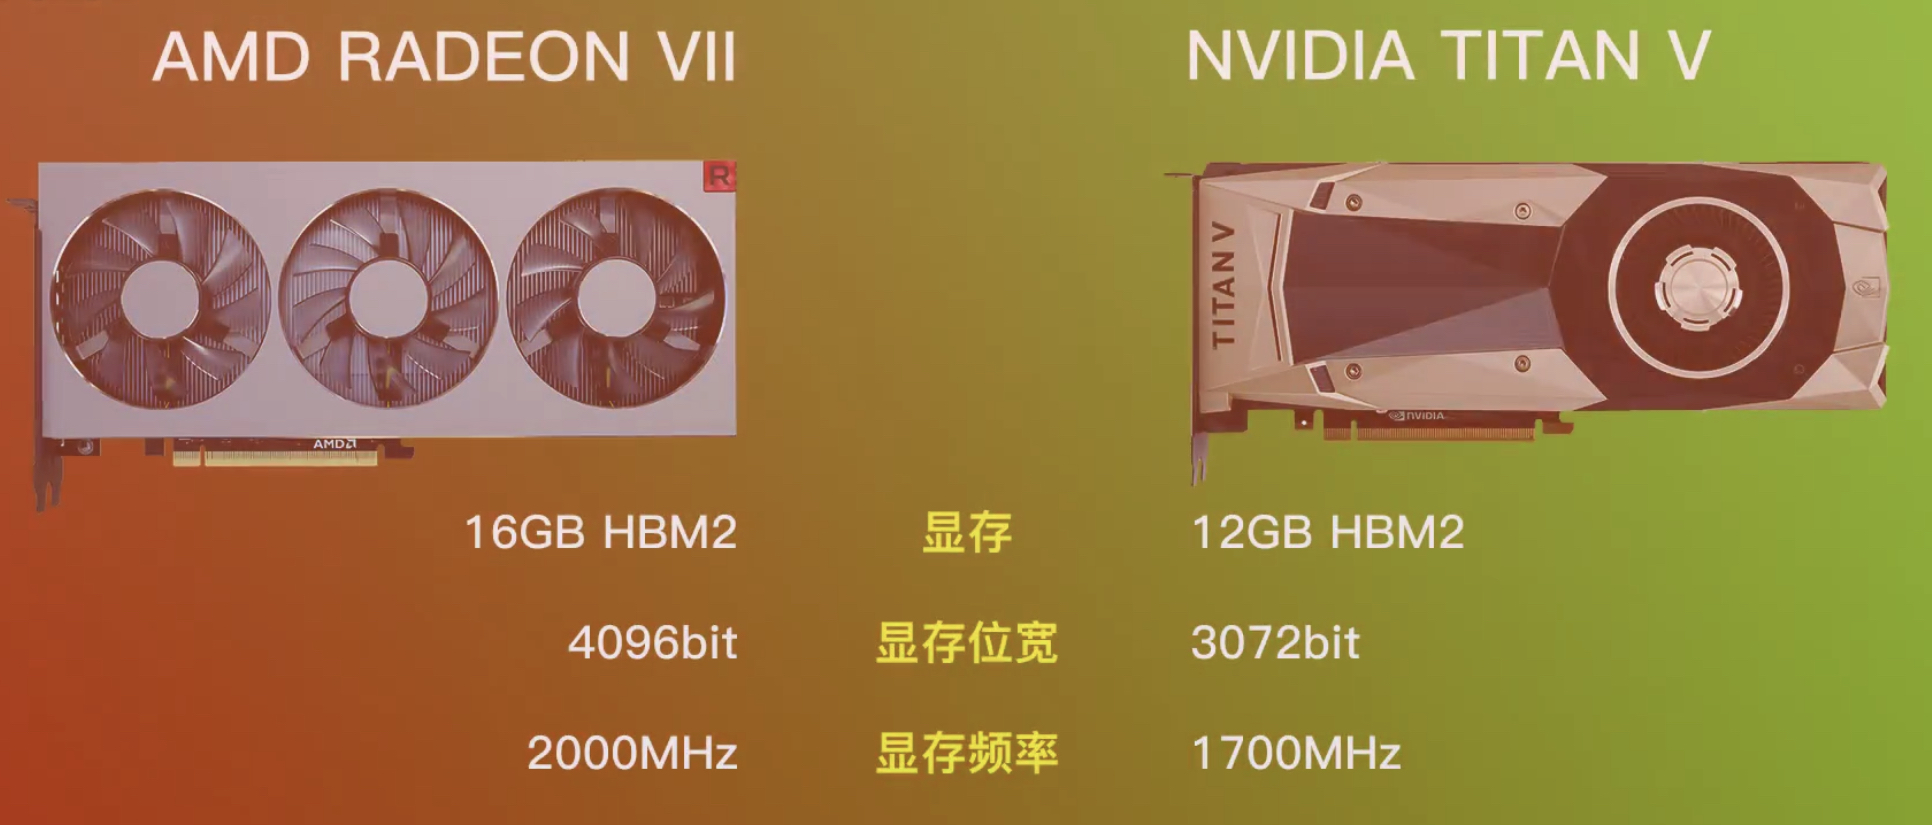 AMD RADEON VII
NVIDIA TITAN V
R
TITAN V
AMD
NVIDIA
16GB HBM2 显存 12GB HBM2
4096bit 显存位宽 3072bit
2000MHz 显存频率 1700MHz